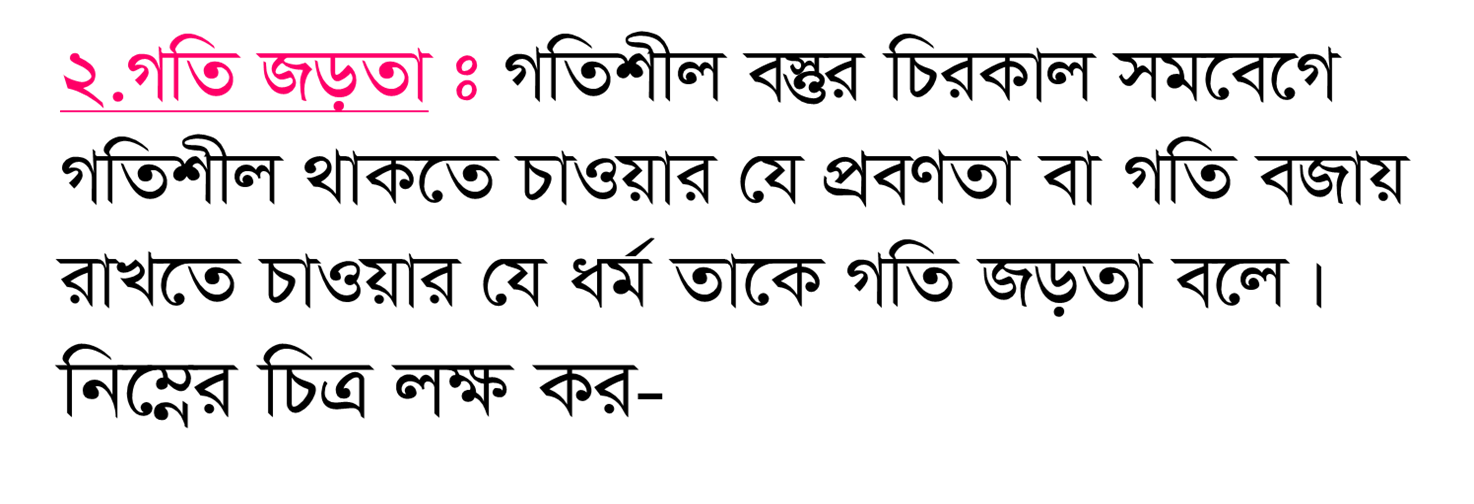 ২.গতি জড়তা ঃ গতিশীল বস্তুর চিরকাল সমবেগে
গতিশীল থাকতে চাওয়ার যে প্রবণতা বা গতি বজায়
রাখতে চাওয়ার যে ধর্ম তাকে গতি জড়তা বলে।
নিম্নের চিত্র লক্ষ কর-